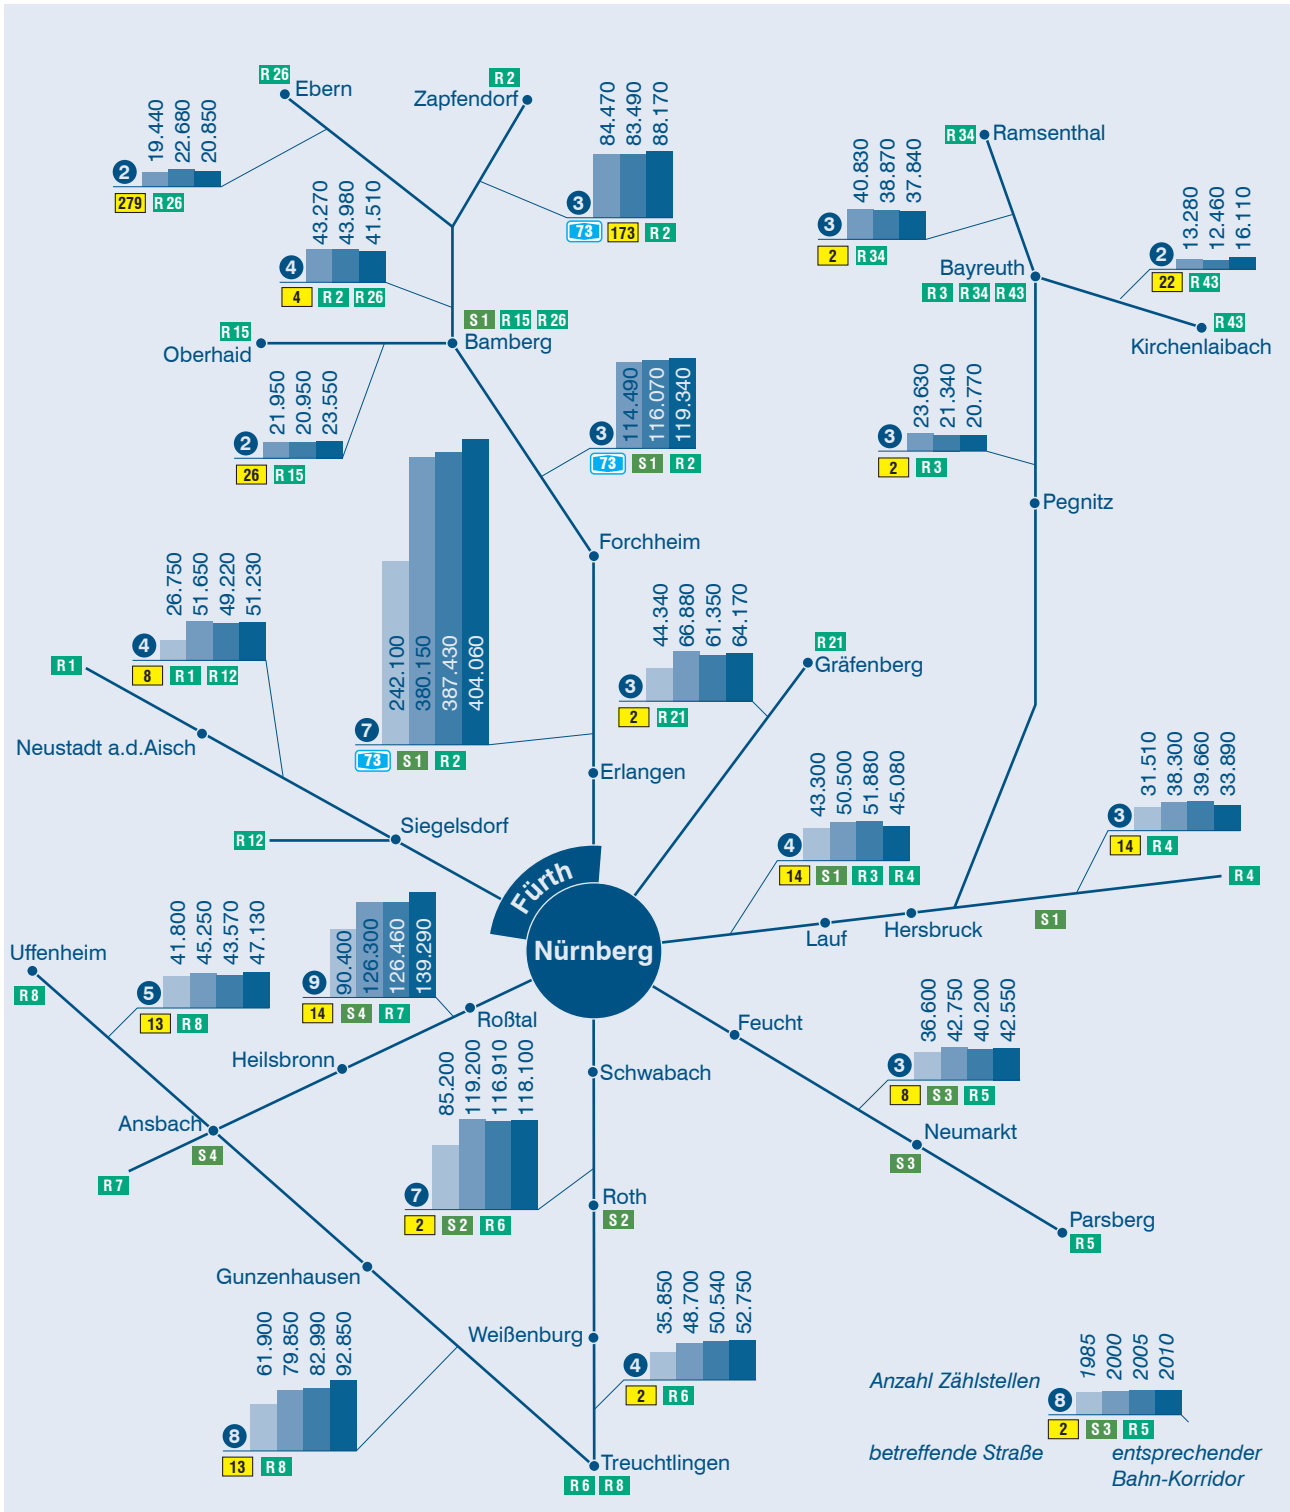 R 26
Ebern
R 2
Zapfendorf
19.440
22.680
20.850
2
279 R 26
84.470
83.490
88.170
3
73 173 R 2
43.270
43.980
41.510
4
4 R 2 R 26
R 34 Ramsenthal
40.830
38.870
37.840
3
2 R 34
13.280
12.460
16.110
2
22 R 43
Bayreuth
R 3 R 34 R 43
R 43
Kirchenlaibach
S 1 R 15 R 26
Bamberg
R 15
Oberhaid
21.950
20.950
23.550
2
26 R 15
114.490
116.070
119.340
3
73 S 1 R 2
23.630
21.340
20.770
3
2 R 3
Pegnitz
Forchheim
242.100
380.150
387.430
404.060
7
73 S 1 R 2
26.750
51.650
49.220
51.230
4
8 R 1 R 12
R 1
Neustadt a.d.Aisch
44.340
66.880
61.350
64.170
3
2 R 21
R 21
Gräfenberg
Erlangen
Siegelsdorf
R 12
43.300
50.500
51.880
45.080
4
14 S 1 R 3 R 4
31.510
38.300
39.660
33.890
3
14 R 4
R 4
S 1
Fürth
Nürnberg
Lauf
Hersbruck
Uffenheim
R 8
41.800
45.250
43.570
47.130
5
13 R 8
90.400
126.300
126.460
139.290
9
14 S 4 R 7
Roßtal
Heilsbronn
Ansbach
S 4
R 7
Feucht
36.600
42.750
40.200
42.550
3
8 S 3 R 5
Neumarkt
S 3
Parsberg
R 5
Schwabach
85.200
119.200
116.910
118.100
7
2 S 2 R 6
Roth
S 2
Gunzenhausen
61.900
79.850
82.990
92.850
8
13 R 8
Weißenburg
35.850
48.700
50.540
52.750
4
2 R 6
Treuchtlingen
R 6 R 8
1985
2000
2005
2010
Anzahl Zählstellen
8
2 S 3 R 5
betreffende Straße
entsprechender
Bahn-Korridor